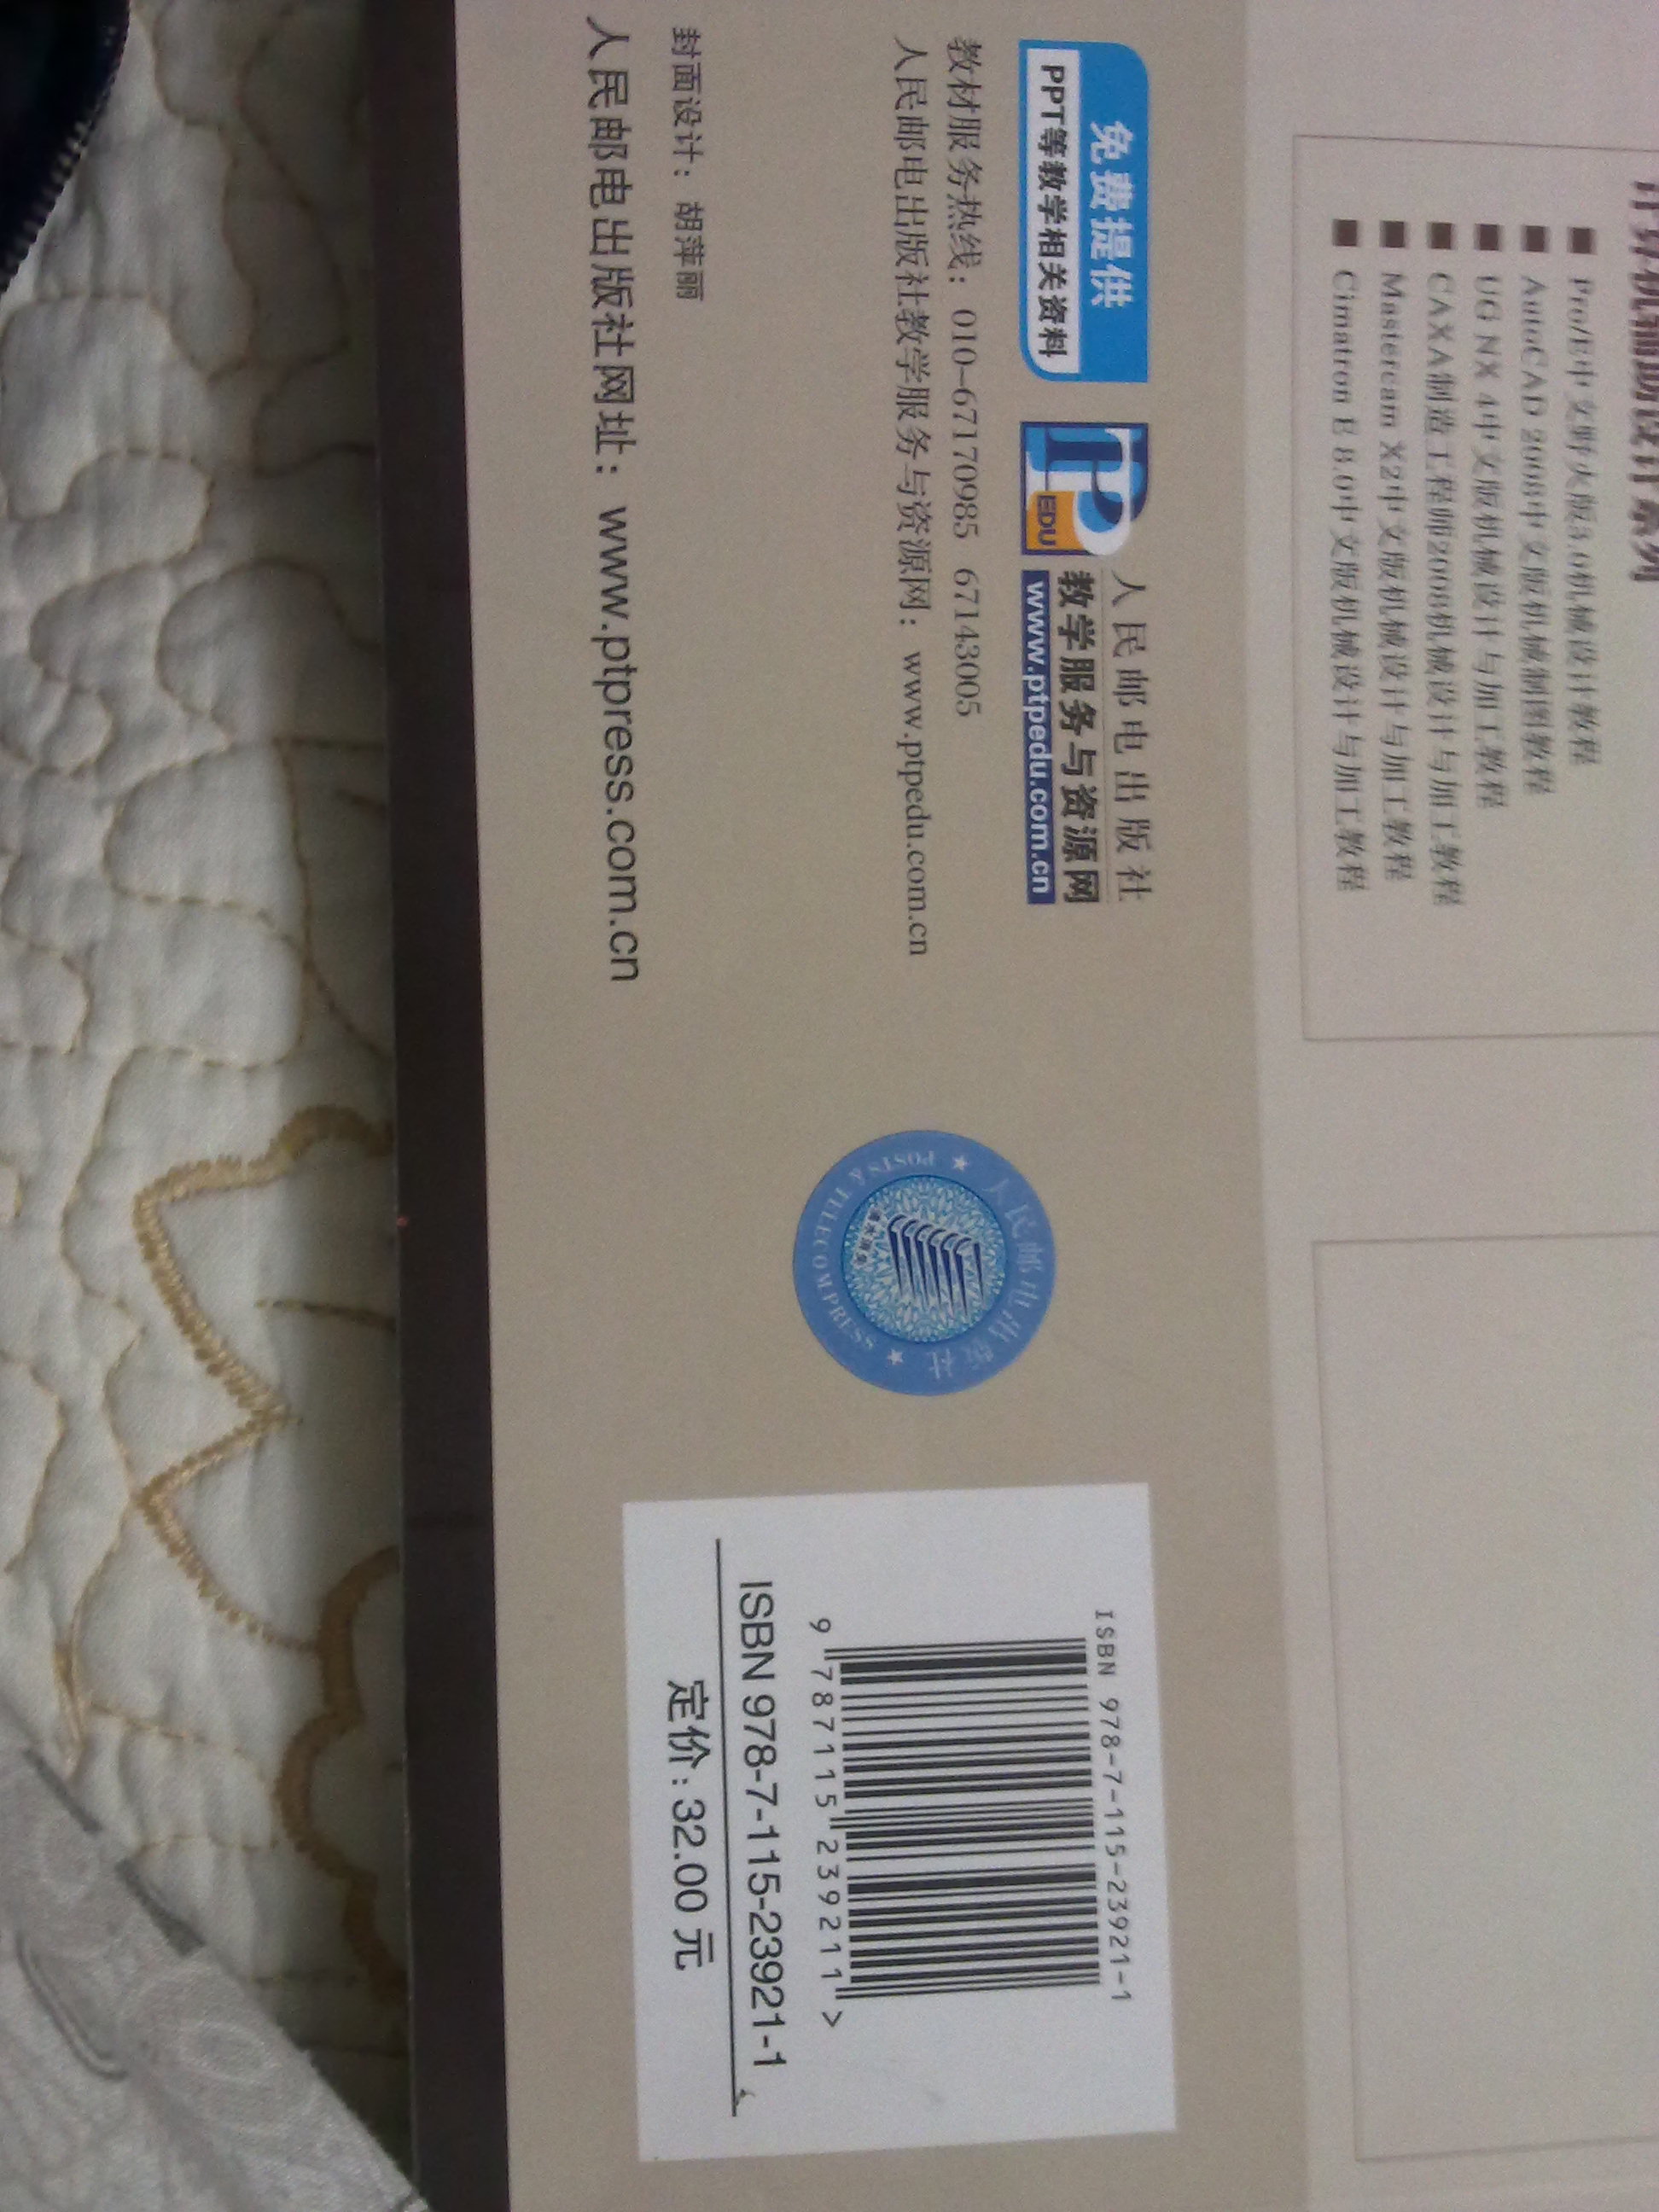 计算机辅助设计系列
■ Pro/E中文野火版3.0机械设计教程
■ AutoCAD 2008中文版机械制图教程
■ UG NX 4中文版机械设计与加工教程
■ CAXA制造工程师2008机械设计与加工教程
■ Mastercam X2中文版机械设计与加工教程
■ Cimatron E 8.0中文版机械设计与加工教程
免费提供
PPT等教学相关资料
EDU
人民邮电出版社
教学服务与资源网
www.ptpedu.com.cn
教材服务热线：010-67170985 67143005
人民邮电出版社教学服务与资源网：www.ptpedu.com.cn
封面设计：胡萍丽
人民邮电出版社网址：www.ptpress.com.cn
人民邮电出版社
POSTS & TELECOMPRESS
ISBN 978-7-115-23921-1
9 787115 239211 >
ISBN 978-7-115-23921-1
定价：32.00 元